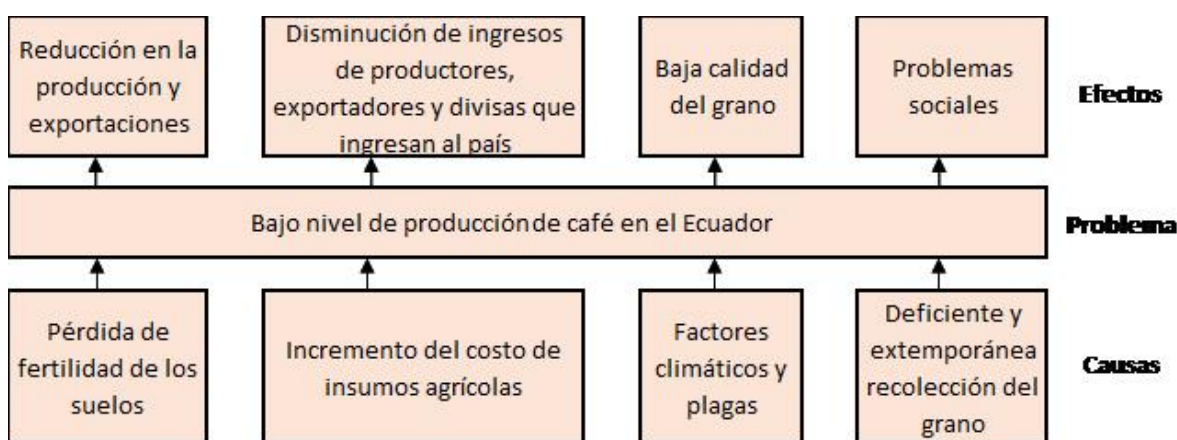 Reducción en la
producción y
exportaciones
Disminución de ingresos
de productores,
exportadores y divisas que
ingresan al país
Baja calidad
del grano
Problemas
sociales
Efectos
Bajo nivel de producción de café en el Ecuador
Problema
Pérdida de
fertilidad de los
suelos
Incremento del costo de
insumos agrícolas
Factores
climáticos y
plagas
Deficiente y
extemporánea
recolección del
grano
Causas